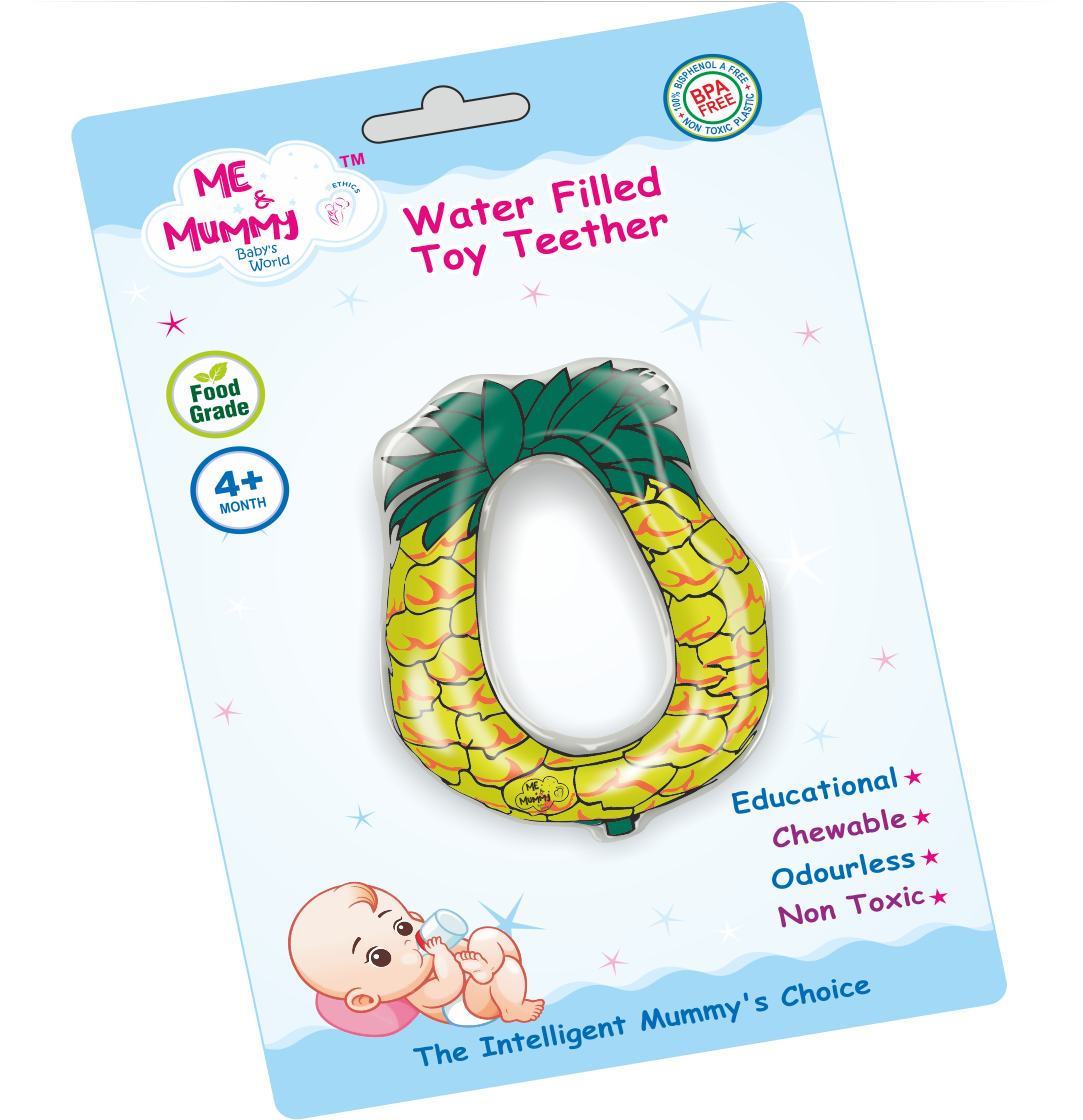 100% BISPHENOL A FREE
BPA
FREE
NON TOXIC PLASTIC
ME
&
MUMMY
Baby's
World
TM
ETHICS
Water Filled
Toy Teether
Food
Grade
4+
MONTH
ME
&
MUMMY
Educational
Chewable
Odourless
Non Toxic
The Intelligent Mummy's Choice